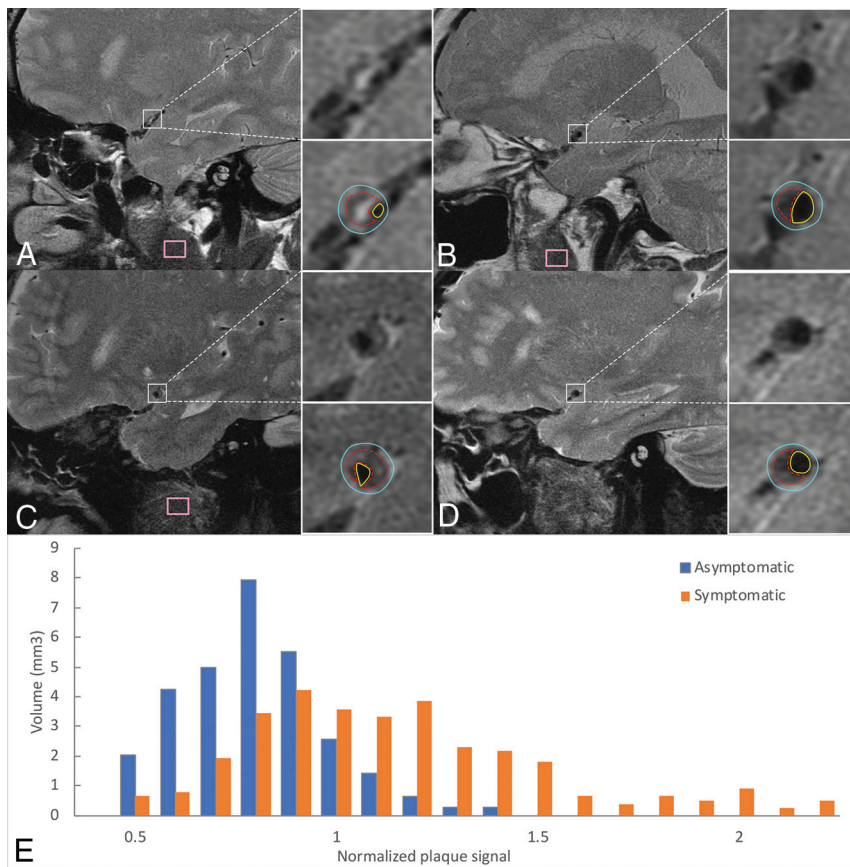 A
B
C
D
9
8
7
6
5
4
3
2
1
0
Volume (mm3)
Asymptomatic
Symptomatic
0.5 1 1.5 2
Normalized plaque signal
E